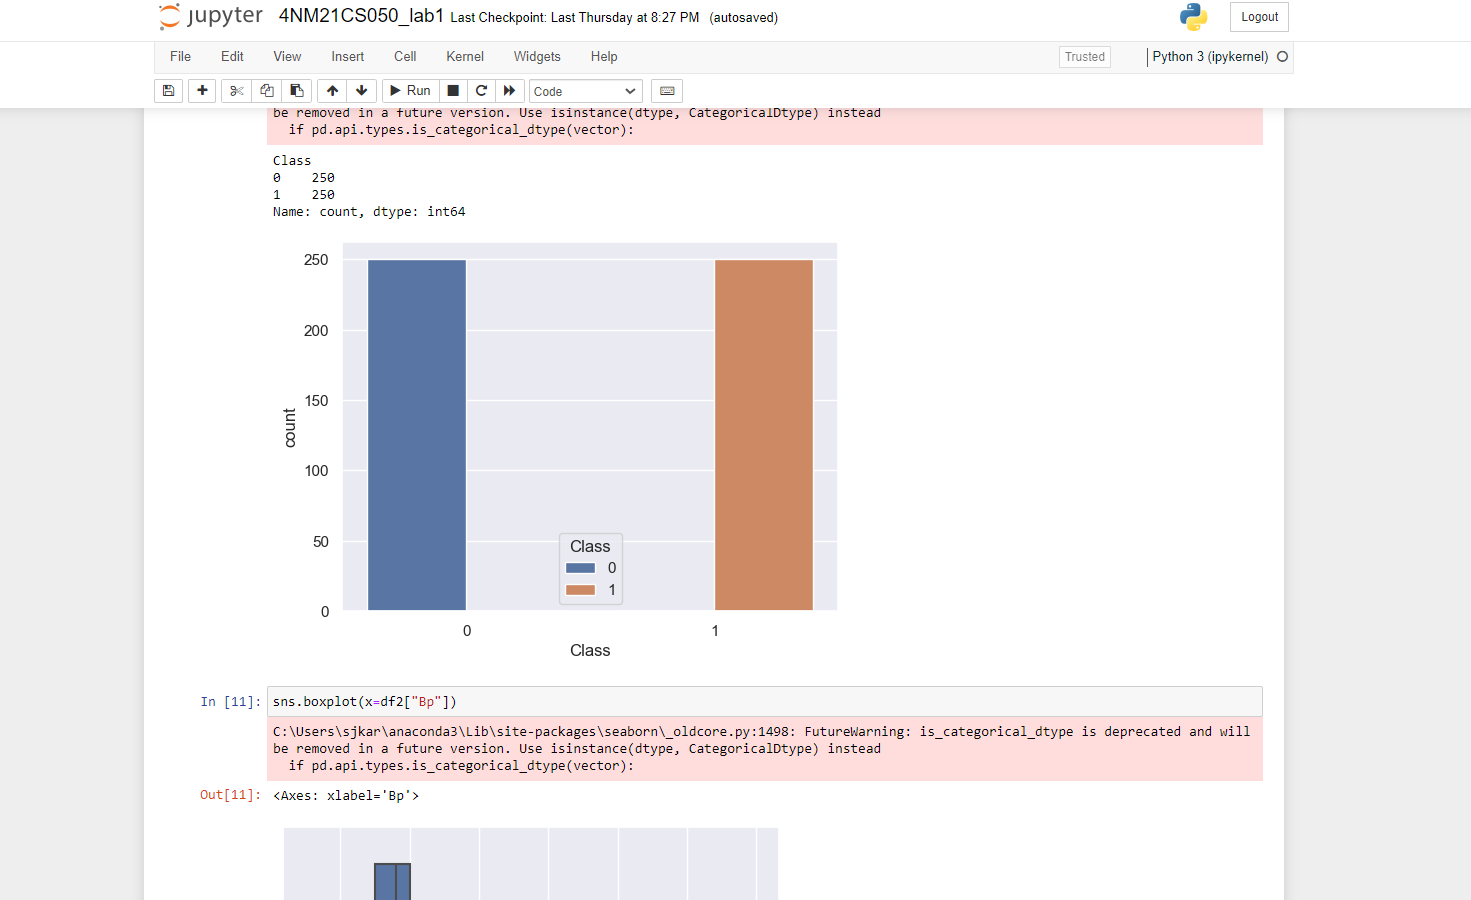 jupyter 4NM21CS050_lab1 Last Checkpoint: Last Thursday at 8:27 PM (autosaved)
Logout
File Edit View Insert Cell Kernel Widgets Help
Trusted
Python 3 (ipykernel)
Run
Code
be removed in a future version. Use isinstance(dtype, CategoricalDtype) instead
  if pd.api.types.is_categorical_dtype(vector):
Class
0    250
1    250
Name: count, dtype: int64
250
200
150
100
50
0
count
Class
0
1
0 1
Class
In [11]: sns.boxplot(x=df2["Bp"])
C:\Users\sjkar\anaconda3\Lib\site-packages\seaborn\_oldcore.py:1498: FutureWarning: is_categorical_dtype is deprecated and will
be removed in a future version. Use isinstance(dtype, CategoricalDtype) instead
  if pd.api.types.is_categorical_dtype(vector):
Out[11]: <Axes: xlabel='Bp'>